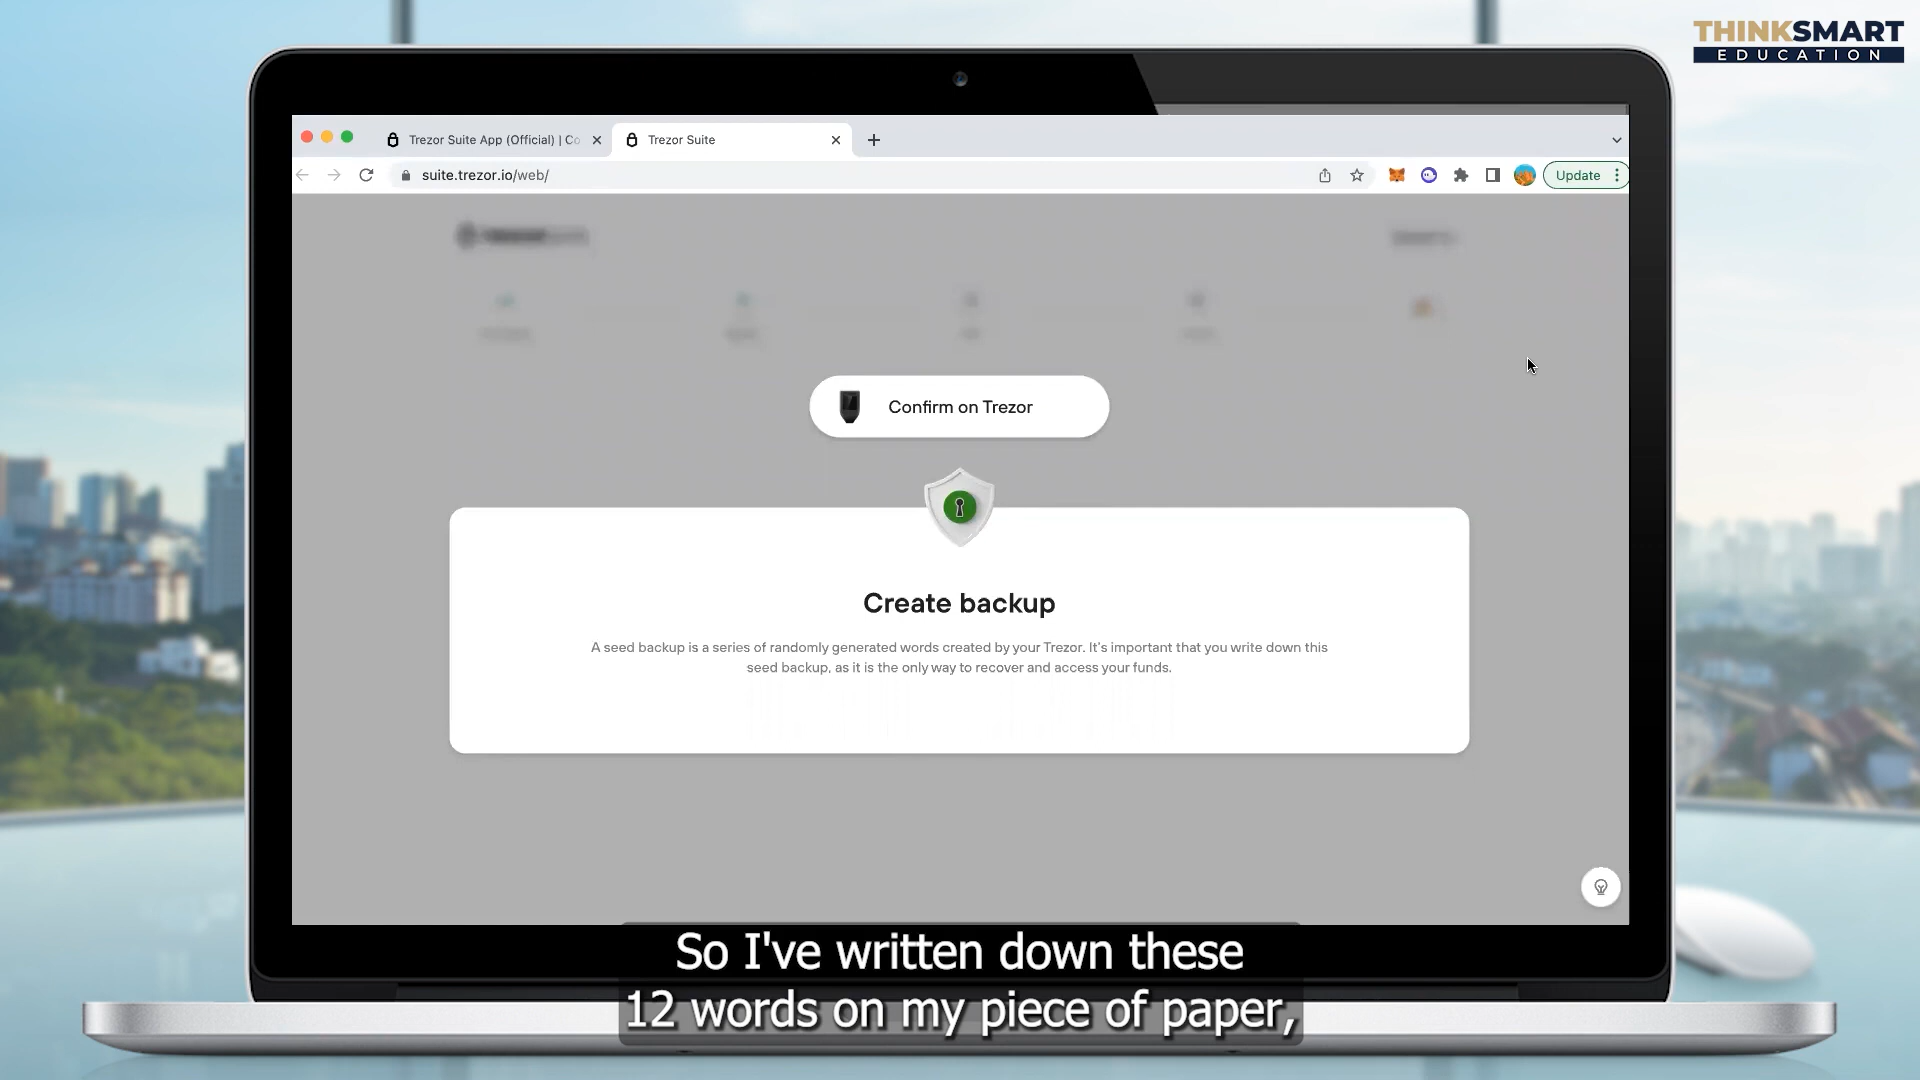 THINKSMART
EDUCATION
Trezor Suite App (Official) | Co
Trezor Suite
suite.trezor.io/web/
Update
Confirm on Trezor
Create backup
A seed backup is a series of randomly generated words created by your Trezor. It's important that you write down this
seed backup, as it is the only way to recover and access your funds.
So I've written down these
12 words on my piece of paper,